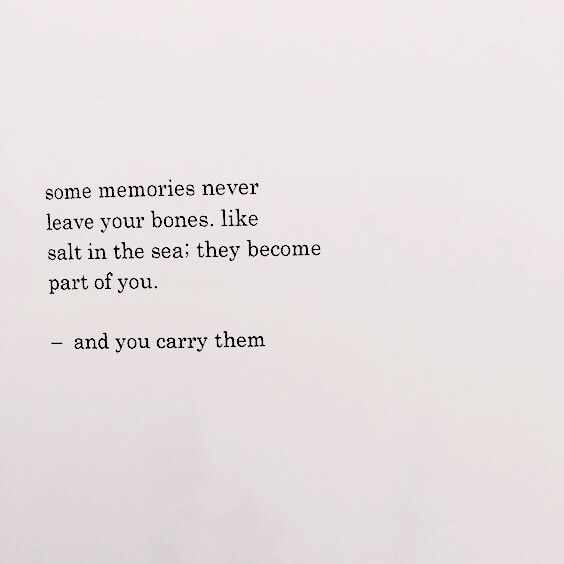 some memories never
leave your bones. like
salt in the sea; they become
part of you.
– and you carry them